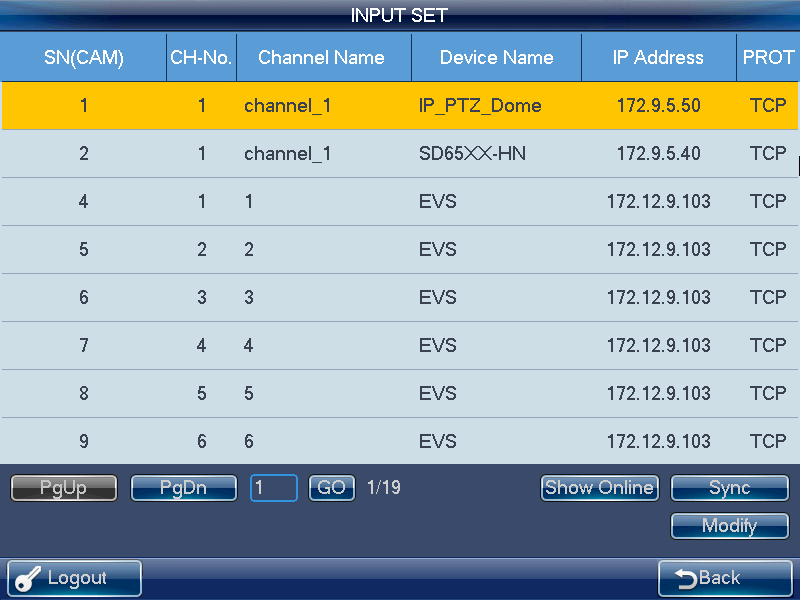 INPUT SET
SN(CAM) CH-No. Channel Name Device Name IP Address PROT
1 1 channel_1 IP_PTZ_Dome 172.9.5.50 TCP
2 1 channel_1 SD65XX-HN 172.9.5.40 TCP
4 1 1 EVS 172.12.9.103 TCP
5 2 2 EVS 172.12.9.103 TCP
6 3 3 EVS 172.12.9.103 TCP
7 4 4 EVS 172.12.9.103 TCP
8 5 5 EVS 172.12.9.103 TCP
9 6 6 EVS 172.12.9.103 TCP
PgUp PgDn 1 GO 1/19 Show Online Sync
Modify
Logout Back